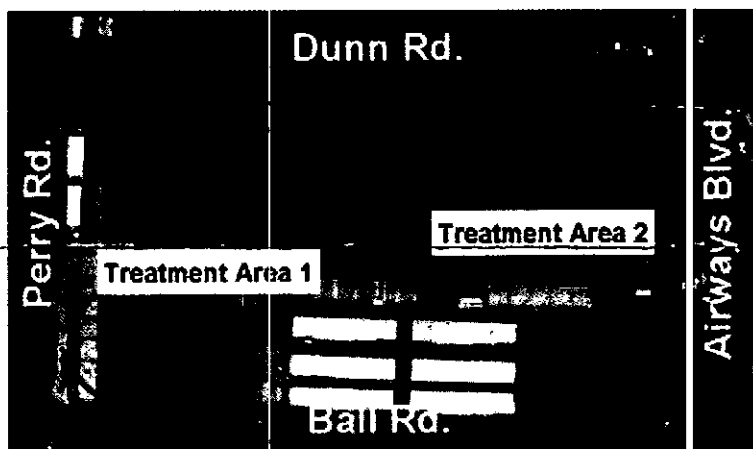 Dunn Rd.
Perry Rd.
Treatment Area 2
Airways Blvd.
Treatment Area 1
Ball Rd.